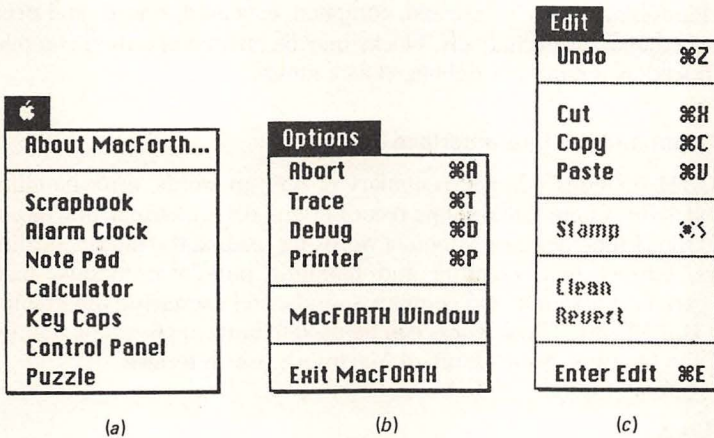 About MacForth...
Scrapbook
Alarm Clock
Note Pad
Calculator
Key Caps
Control Panel
Puzzle
(a)
Options
Abort ⌘A
Trace ⌘T
Debug ⌘D
Printer ⌘P
MacFORTH Window
Exit MacFORTH
(b)
Edit
Undo ⌘Z
Cut ⌘X
Copy ⌘C
Paste ⌘V
Stamp ⌘S
Clean
Revert
Enter Edit ⌘E
(c)